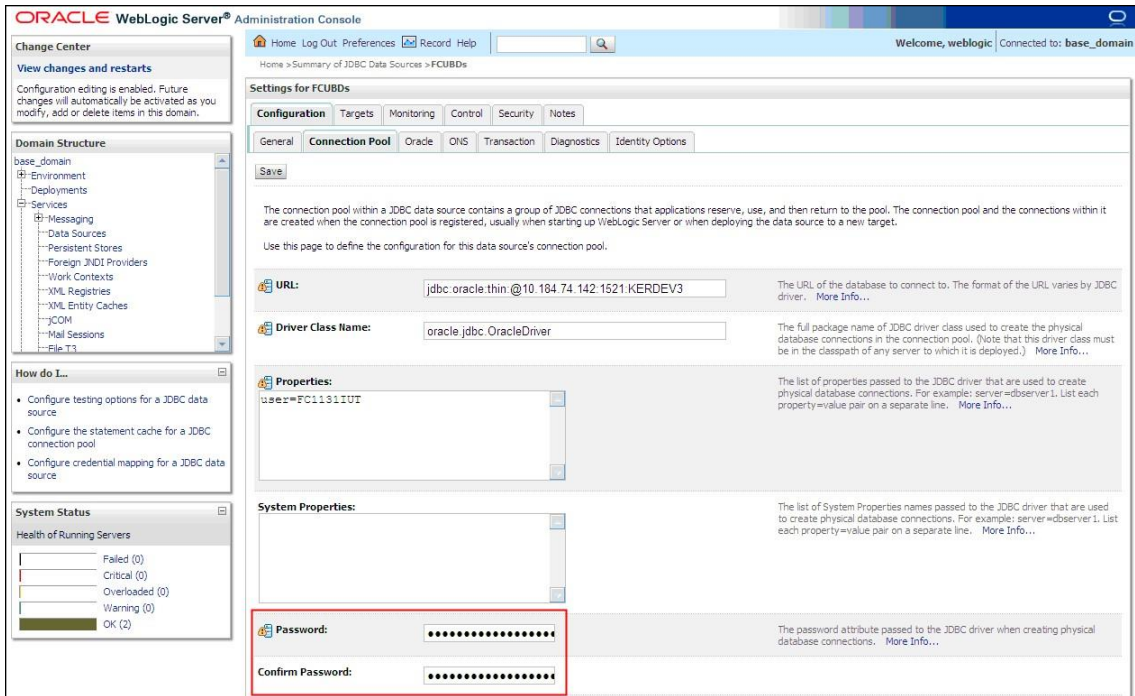 ORACLE WebLogic Server® Administration Console
Change Center
View changes and restarts
Configuration editing is enabled. Future
changes will automatically be activated as you
modify, add or delete items in this domain.
Domain Structure
base_domain
Environment
Deployments
Services
Messaging
Data Sources
Persistent Stores
Foreign JNDI Providers
Work Contexts
XML Registries
XML Entity Caches
jCOM
Mail Sessions
File T3
How do I...
Configure testing options for a JDBC data
source
Configure the statement cache for a JDBC
connection pool
Configure credential mapping for a JDBC data
source
System Status
Health of Running Servers
Failed (0)
Critical (0)
Overloaded (0)
Warning (0)
OK (2)
Home Log Out Preferences Record Help
Welcome, weblogic Connected to: base_domain
Home >Summary of JDBC Data Sources >FCUBDs
Settings for FCUBDs
Configuration Targets Monitoring Control Security Notes
General Connection Pool Oracle ONS Transaction Diagnostics Identity Options
Save
The connection pool within a JDBC data source contains a group of JDBC connections that applications reserve, use, and then return to the pool. The connection pool and the connections within it
are created when the connection pool is registered, usually when starting up WebLogic Server or when deploying the data source to a new target.
Use this page to define the configuration for this data source's connection pool.
URL:
jdbc:oracle:thin:@10.184.74.142:1521:KERDEV3
The URL of the database to connect to. The format of the URL varies by JDBC
driver. More Info...
Driver Class Name:
oracle.jdbc.OracleDriver
The full package name of JDBC driver class used to create the physical
database connections in the connection pool. (Note that this driver class must
be in the classpath of any server to which it is deployed.) More Info...
Properties:
user=FC1131IUT
The list of properties passed to the JDBC driver that are used to create
physical database connections. For example: server=dbserver1. List each
property=value pair on a separate line. More Info...
System Properties:
The list of System Properties names passed to the JDBC driver that are used
to create physical database connections. For example: server=dbserver1. List
each property=value pair on a separate line. More Info...
Password:
The password attribute passed to the JDBC driver when creating physical
database connections. More Info...
Confirm Password: